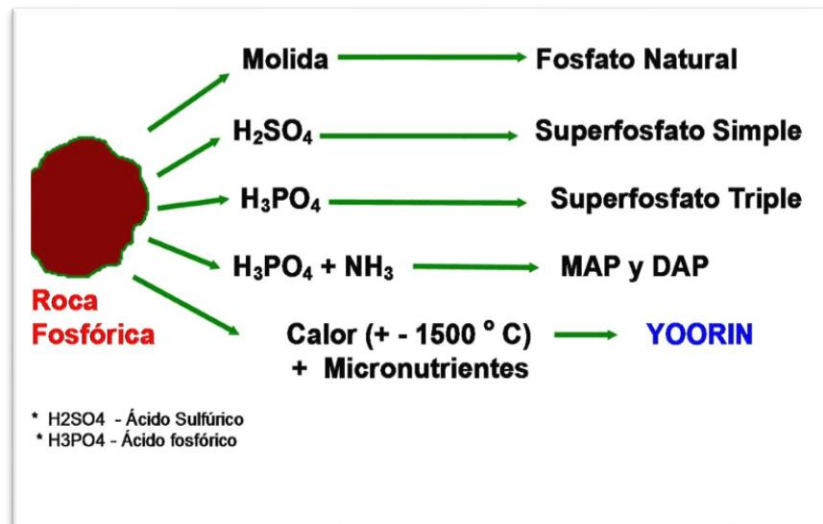 Molida Fosfato Natural
H₂SO₄ Superfosfato Simple
H₃PO₄ Superfosfato Triple
H₃PO₄ + NH₃ MAP y DAP
Roca
Fosfórica
Calor (+ - 1500 ° C) YOORIN
+ Micronutrientes
* H2SO4 - Ácido Sulfúrico
* H3PO4 - Ácido fosfórico